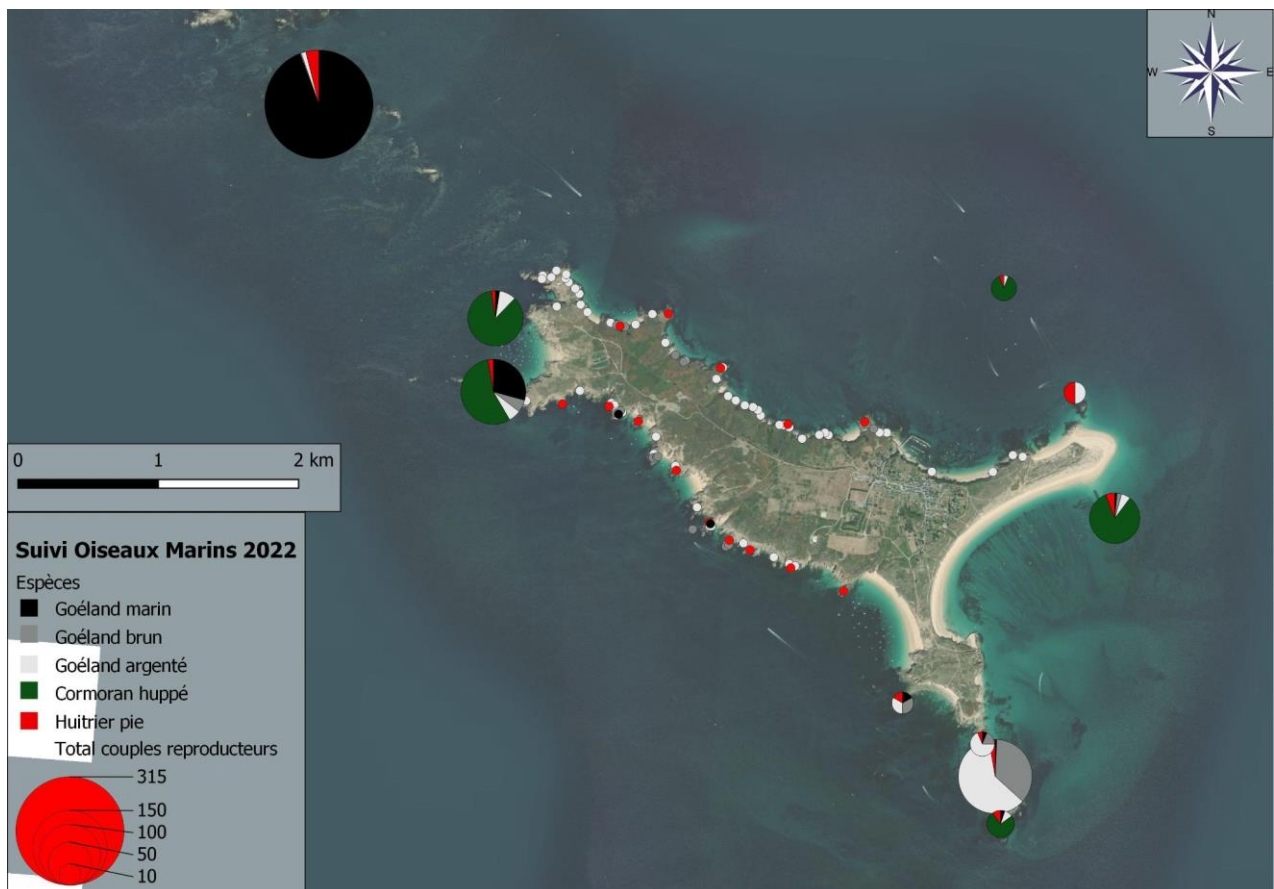 N
W E
S
0 1 2 km
Suivi Oiseaux Marins 2022
Espèces
Goéland marin
Goéland brun
Goéland argenté
Cormoran huppé
Huitrier pie
Total couples reproducteurs
315
150
100
50
10